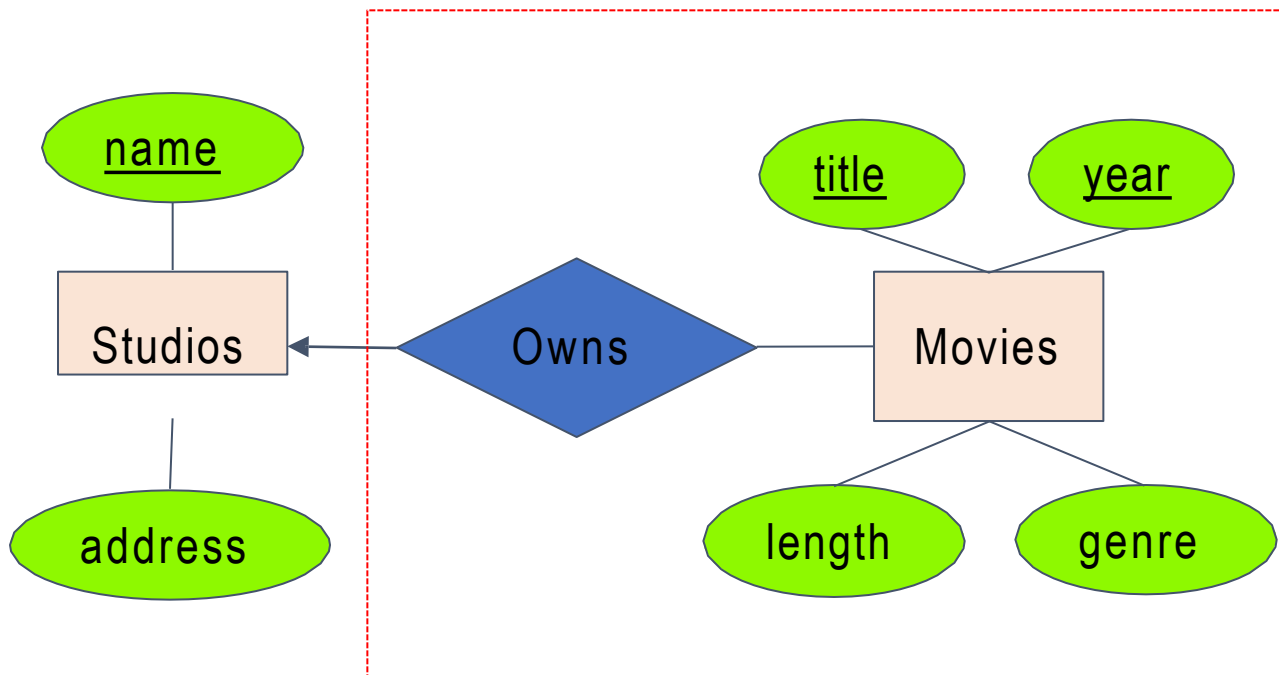 name
title
year
Studios
Owns
Movies
address
length
genre